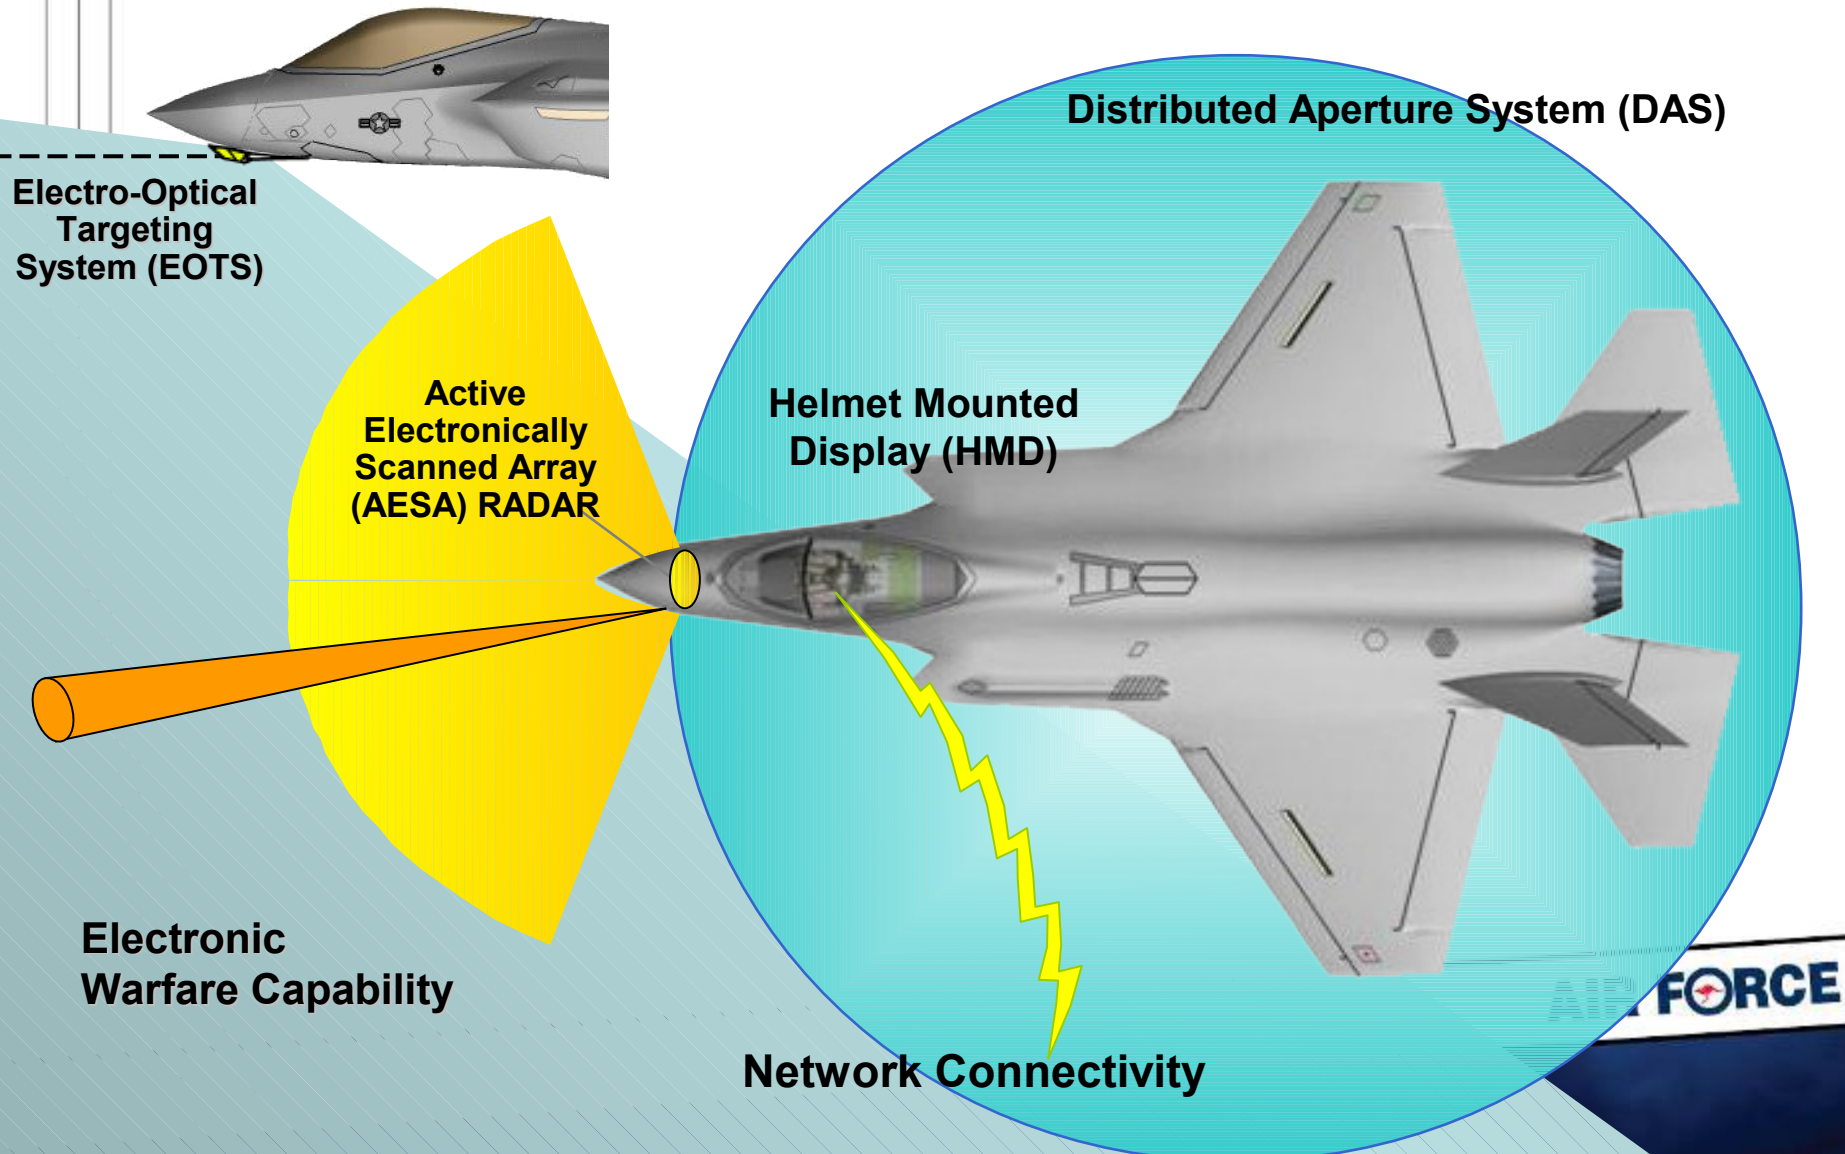 Distributed Aperture System (DAS)
Electro-Optical
Targeting
System (EOTS)
Active
Electronically
Scanned Array
(AESA) RADAR
Helmet Mounted
Display (HMD)
Electronic
Warfare Capability
Network Connectivity
AIR FORCE